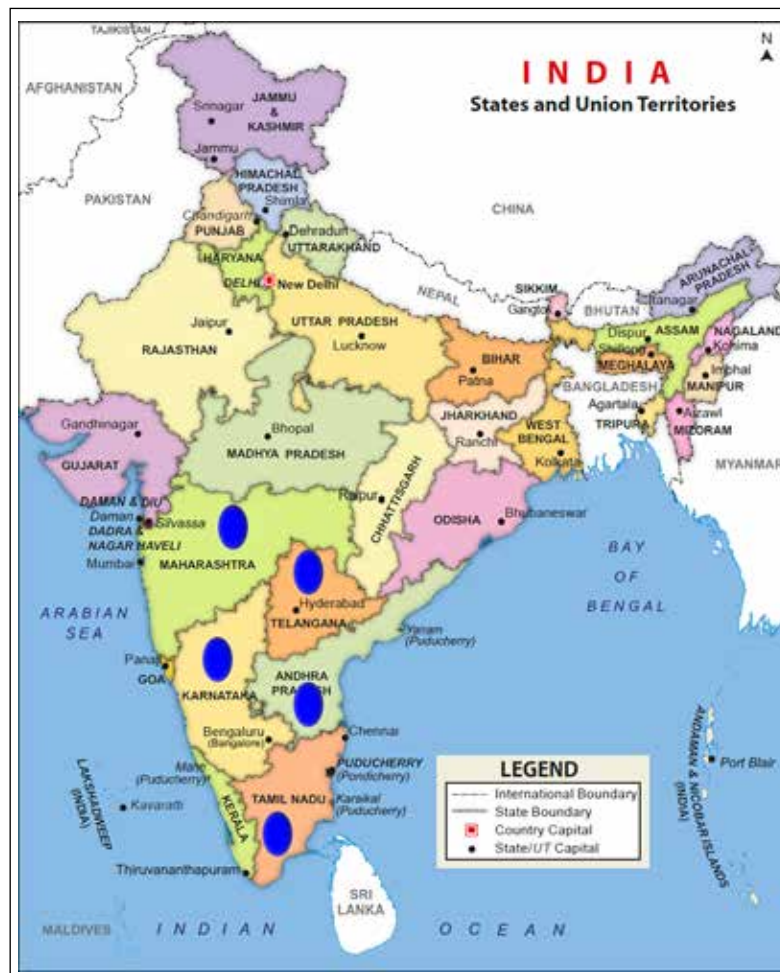 TAJIKISTAN
N
INDIA
States and Union Territories
AFGHANISTAN
Srinagar
JAMMU
&
KASHMIR
Jammu
HIMACHAL
PRADESH
Shimla
PAKISTAN
CHINA
Chandigarh
PUNJAB
Dehradun
UTTARAKHAND
HARYANA
DELHI
New Delhi
ARUNACHAL
PRADESH
NEPAL
SIKKIM
Gangtok
BHUTAN
Itanagar
Jaipur
UTTAR PRADESH
Lucknow
RAJASTHAN
Dispur
ASSAM
NAGALAND
Shillong
Kohima
MEGHALAYA
BIHAR
Patna
Imphal
MANIPUR
BANGLADESH
Agartala
Aizawl
TRIPURA
MIZORAM
JHARKHAND
Ranchi
WEST
BENGAL
Kolkata
Gandhinagar
Bhopal
MADHYA PRADESH
GUJARAT
MYANMAR
Raipur
CHHATTISGARH
DAMAN & DIU
Daman
Silvassa
DADRA &
NAGAR HAVELI
ODISHA
Bhubaneswar
Mumbai
MAHARASHTRA
BAY
OF
BENGAL
ARABIAN
SEA
Hyderabad
TELANGANA
Yanam
(Puducherry)
Panaji
GOA
KARNATAKA
ANDHRA
PRADESH
Bengaluru
(Bangalore)
Chennai
ANDAMAN & NICOBAR ISLANDS
(INDIA)
Port Blair
LAKSHADWEEP
(INDIA)
Mahe
(Puducherry)
PUDUCHERRY
(Pondicherry)
Kavaratti
KERALA
TAMIL NADU
Karaikal
(Puducherry)
LEGEND
International Boundary
State Boundary
Country Capital
State/UT Capital
Thiruvananthapuram
SRI
LANKA
MALDIVES
INDIAN OCEAN